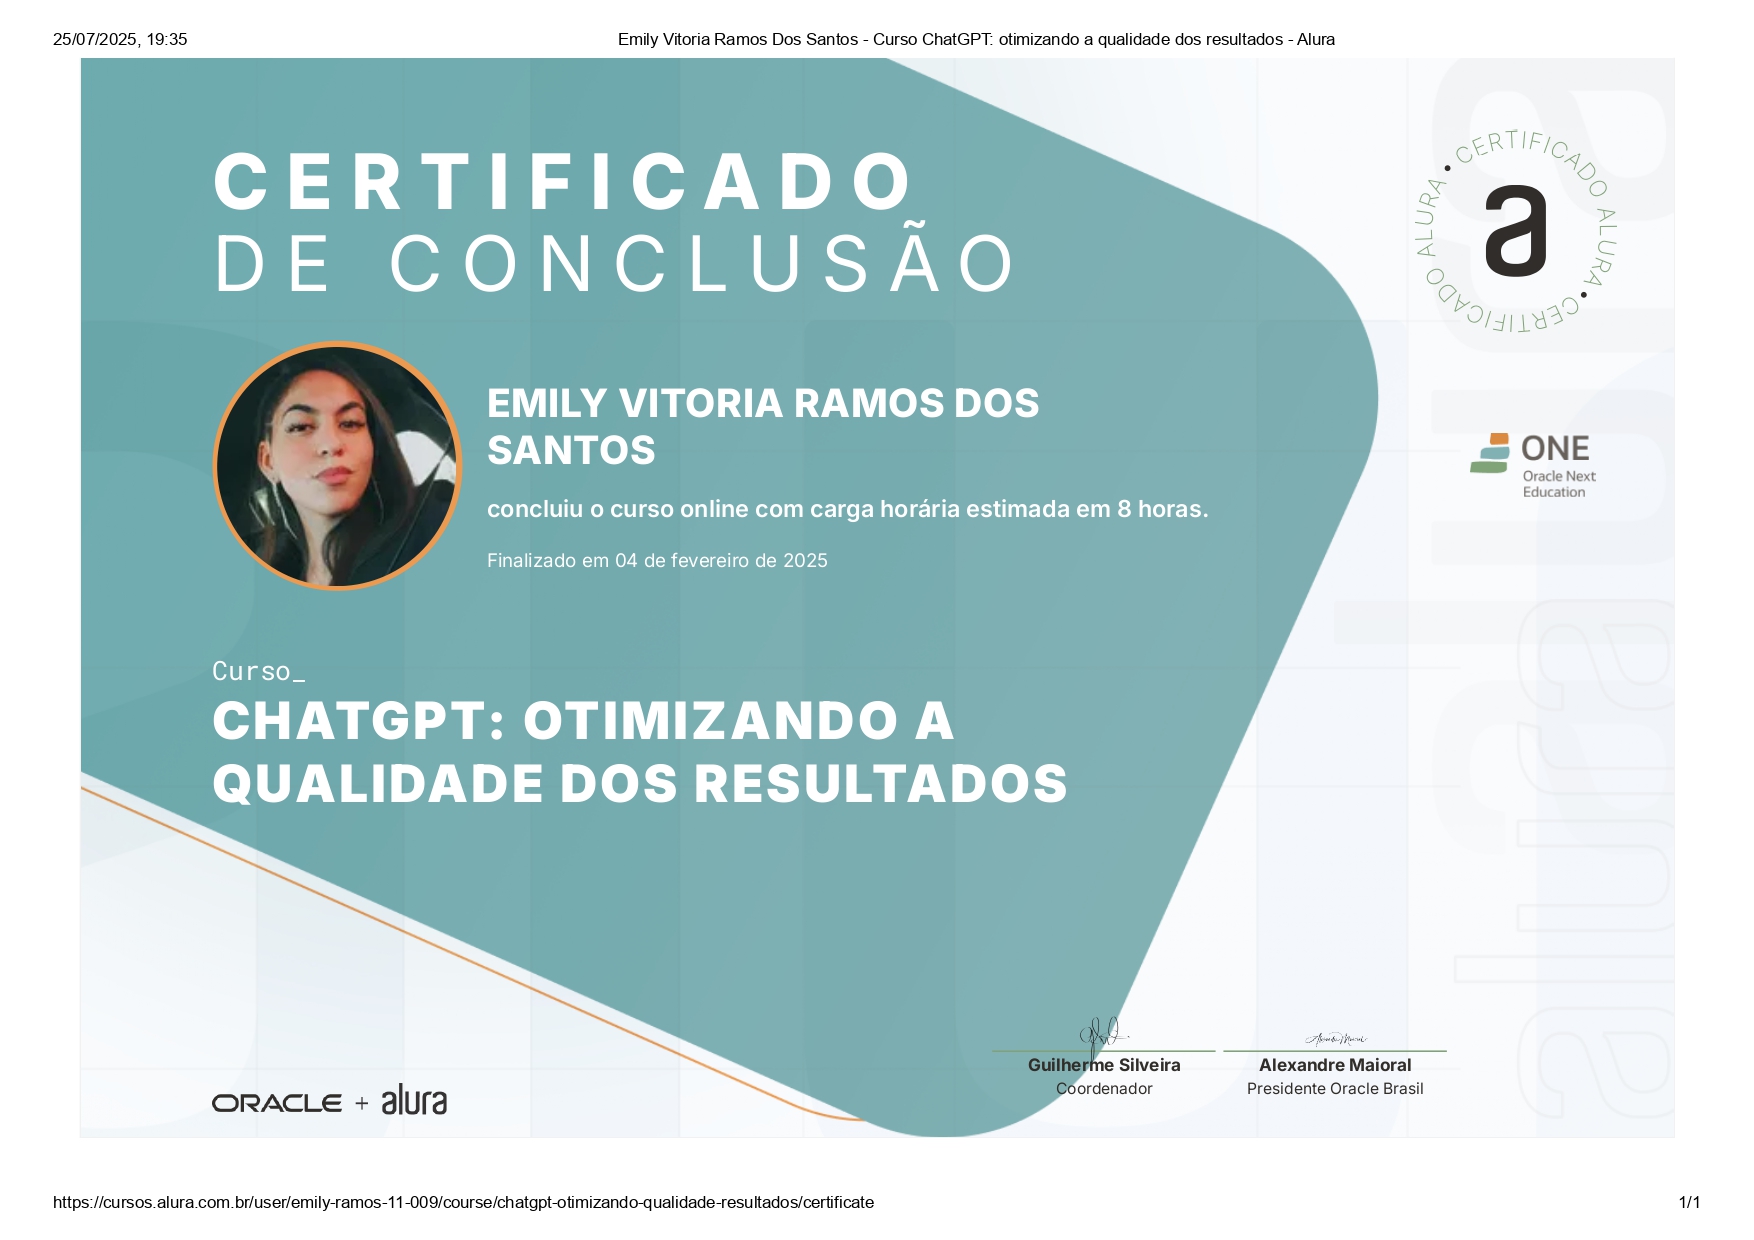 25/07/2025, 19:35
Emily Vitoria Ramos Dos Santos - Curso ChatGPT: otimizando a qualidade dos resultados - Alura
CERTIFICADO
DE CONCLUSÃO
CERTIFICADO ALURA • CERTIFICADO ALURA •
a
EMILY VITORIA RAMOS DOS
SANTOS
concluiu o curso online com carga horária estimada em 8 horas.
Finalizado em 04 de fevereiro de 2025
ONE
Oracle Next
Education
Curso_
CHATGPT: OTIMIZANDO A
QUALIDADE DOS RESULTADOS
alura
alura
Guilherme Silveira
Coordenador
Alexandre Maioral
Presidente Oracle Brasil
ORACLE + alura
https://cursos.alura.com.br/user/emily-ramos-11-009/course/chatgpt-otimizando-qualidade-resultados/certificate
1/1